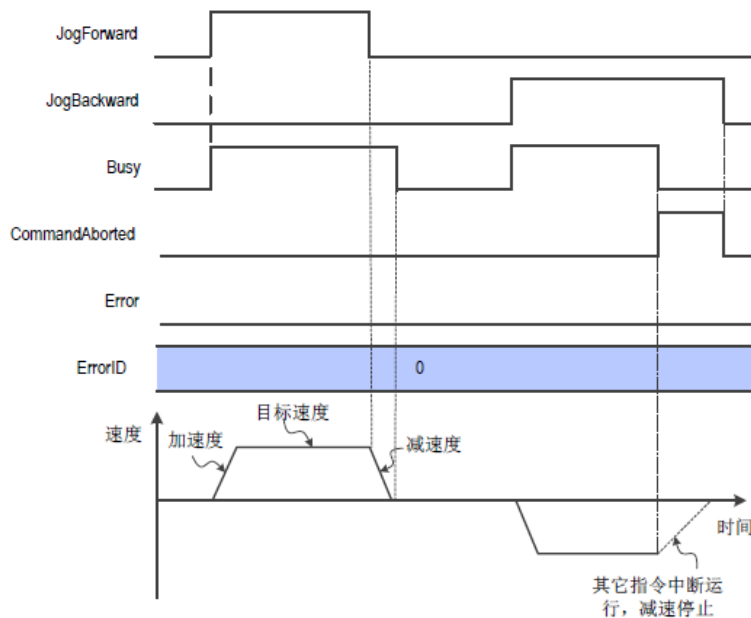 JogForward
JogBackward
Busy
CommandAborted
Error
ErrorID
0
速度
目标速度
加速度
减速度
时间
其它指令中断运
行，减速停止